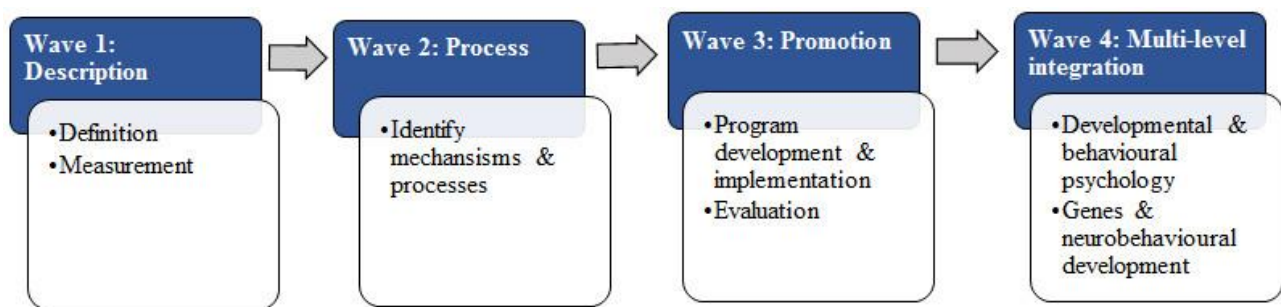 Wave 1:
Description
•Definition
•Measurement
Wave 2: Process
•Identify
mechansisms &
processes
Wave 3: Promotion
•Program
development &
implementation
•Evaluation
Wave 4: Multi-level
integration
•Developmental &
behavioural
psychology
•Genes &
neurobehavioural
development